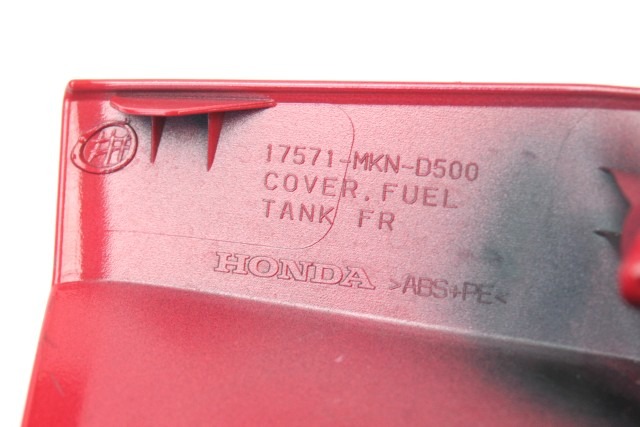 17571-MKN-D500
COVER.FUEL
TANK FR
HONDA
>ABS+PE<